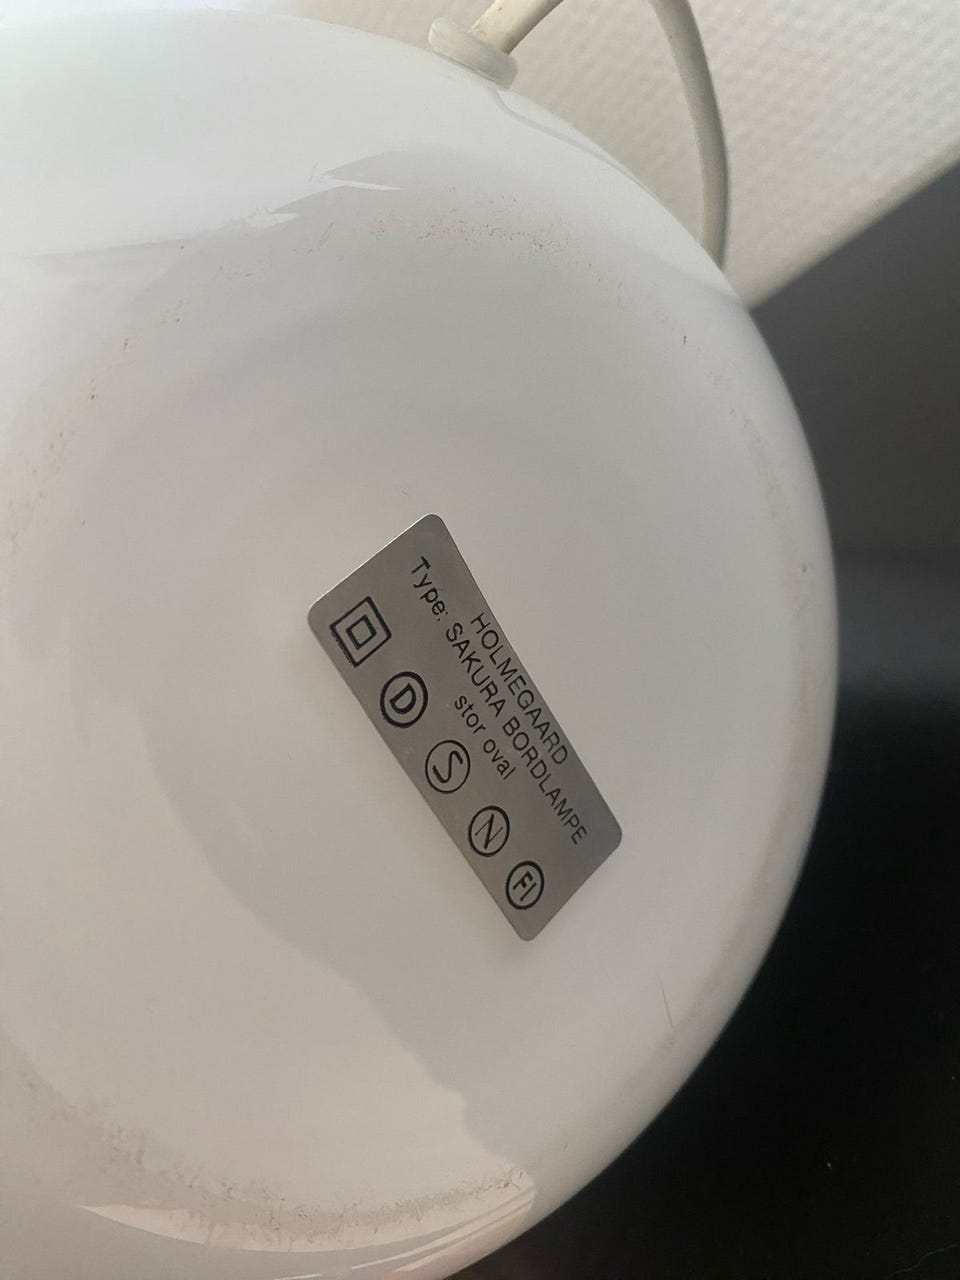 HOLMEGAARD
Type: SAKURA BORDLAMPE
stor oval
D S N FI